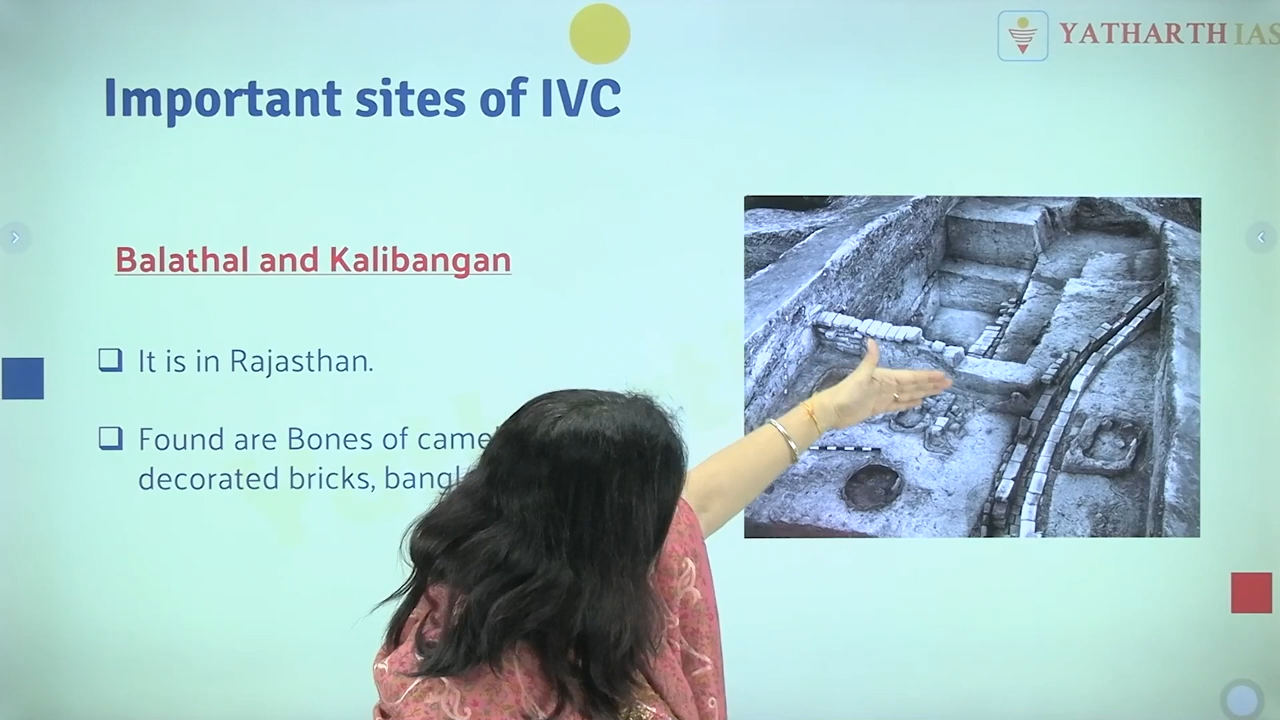 YATHARTH IAS
Important sites of IVC
Balathal and Kalibangan
It is in Rajasthan.
Found are Bones of
decorated bricks,